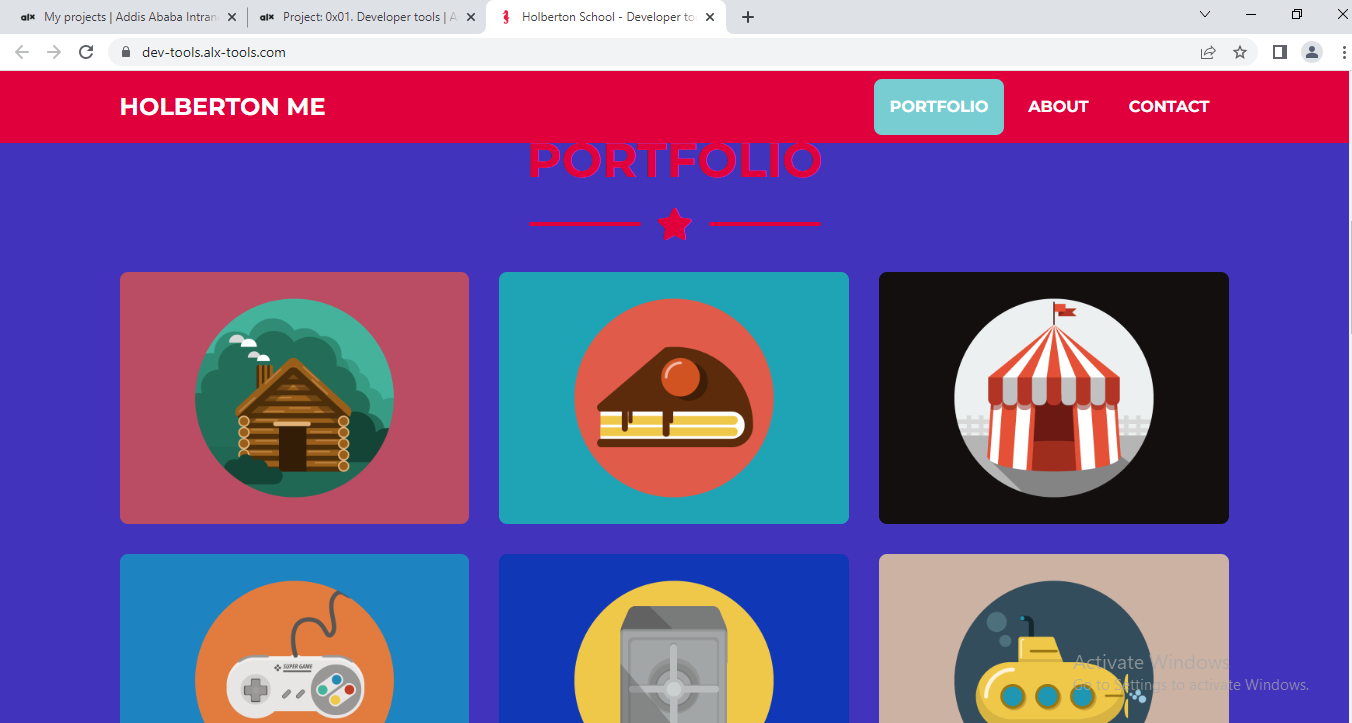 alx My projects | Addis Ababa Intran
alx Project: 0x01. Developer tools | A
Holberton School - Developer to
dev-tools.alx-tools.com
HOLBERTON ME
PORTFOLIO
ABOUT
CONTACT
PORTFOLIO
SUPER GAME
Activate Windows
Go to Settings to activate Windows.